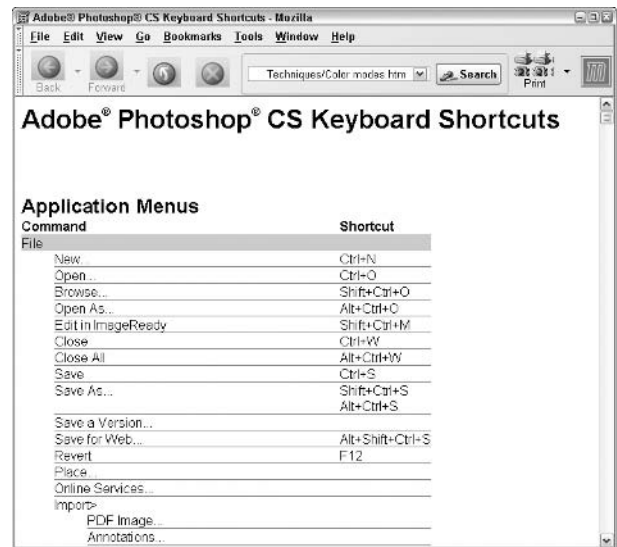 Adobe® Photoshop® CS Keyboard Shortcuts - Mozilla
File Edit View Go Bookmarks Tools Window Help
Back Forward Techniques/Color modes htm Search Print
Adobe® Photoshop® CS Keyboard Shortcuts
Application Menus
Command Shortcut
File
New... Ctrl+N
Open... Ctrl+O
Browse... Shift+Ctrl+O
Open As... Alt+Ctrl+O
Edit in ImageReady Shift+Ctrl+M
Close Ctrl+W
Close All Alt+Ctrl+W
Save Ctrl+S
Save As... Shift+Ctrl+S
Alt+Ctrl+S
Save a Version...
Save for Web... Alt+Shift+Ctrl+S
Revert F12
Place...
Online Services...
Import>
PDF Image...
Annotations...